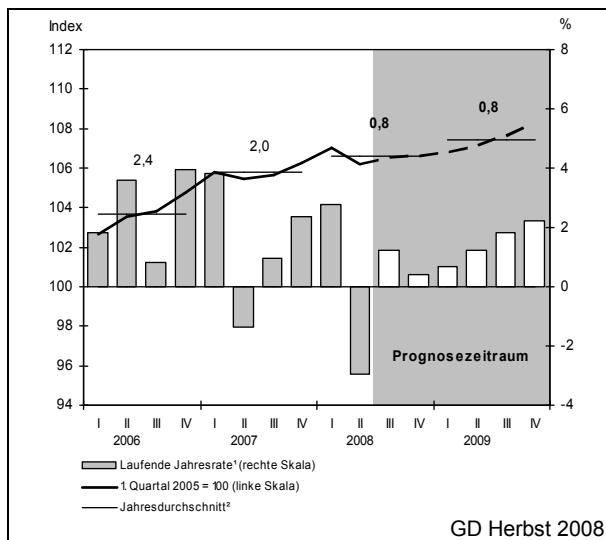 Index
%
112
8
110
6
108
4
106
2
104
102
0
100
98
-2
96
94
-4
2,4
2,0
0,8
0,8
Prognosezeitraum
I II III IV I II III IV I II III IV I II III IV
2006 2007 2008 2009
Laufende Jahresrate¹ (rechte Skala)
1. Quartal 2005 = 100 (linke Skala)
Jahresdurchschnitt²
GD Herbst 2008